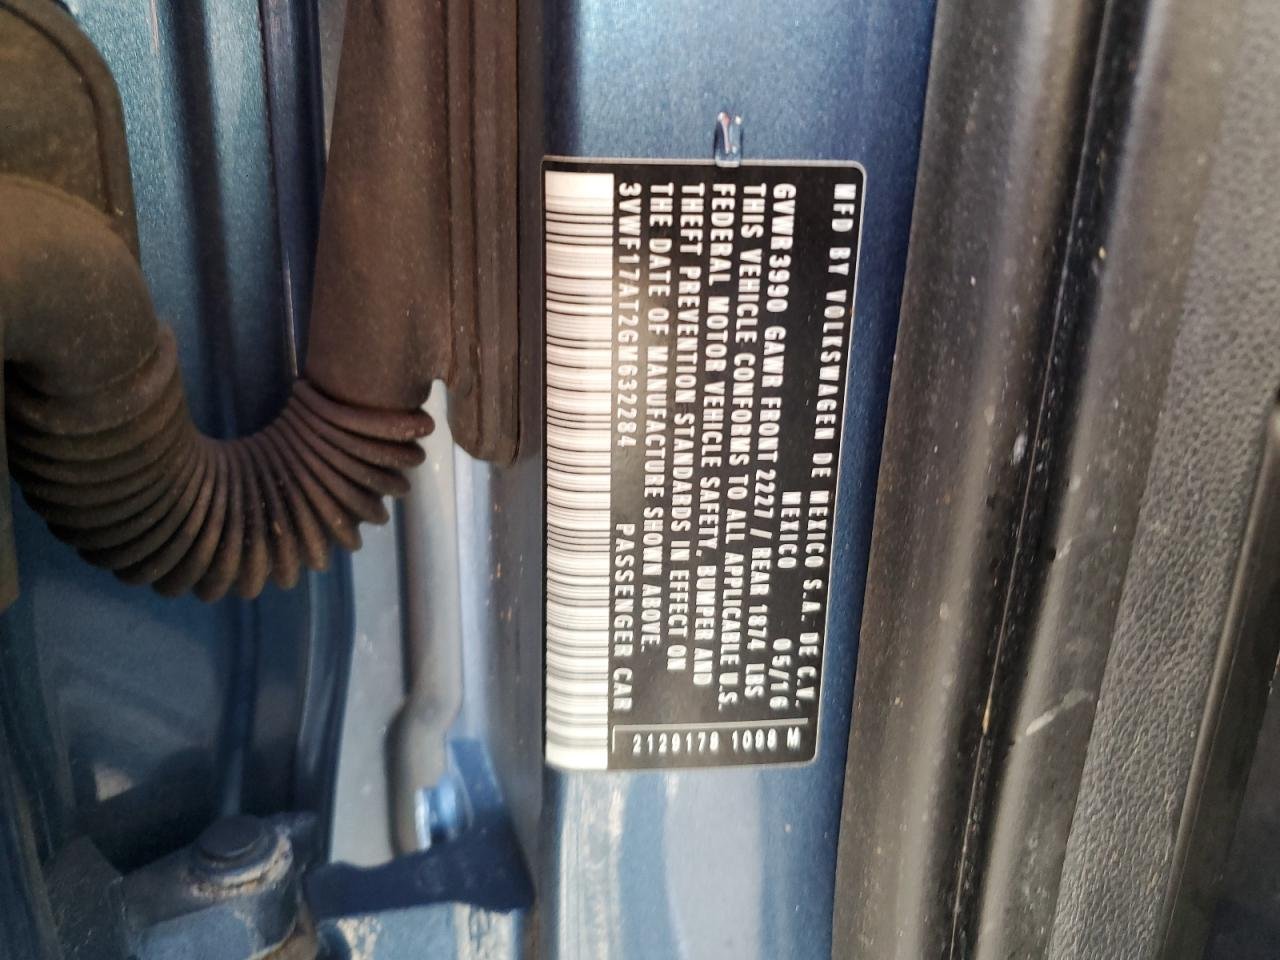 MFD BY VOLKSWAGEN DE MEXICO S.A. DE C.V.
MEXICO 05/16
GVWR3990 GAWR FRONT 2227// REAR 1874 LBS
THIS VEHICLE CONFORMS TO ALL APPLICABLE U.S.
FEDERAL MOTOR VEHICLE SAFETY, BUMPER AND
THEFT PREVENTION STANDARDS IN EFFECT ON
THE DATE OF MANUFACTURE SHOWN ABOVE.
3VWF17AT2GM632284 PASSENGER CAR
2129178 1098 M